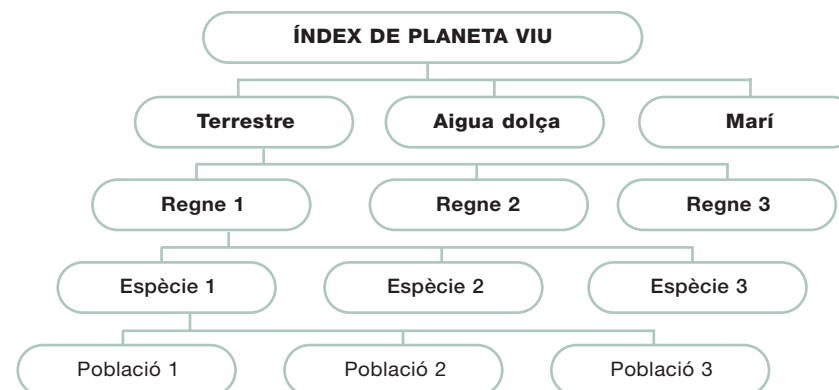 ÍNDEX DE PLANETA VIU
Terrestre Aigua dolça Marí
Regne 1 Regne 2 Regne 3
Espècie 1 Espècie 2 Espècie 3
Població 1 Població 2 Població 3